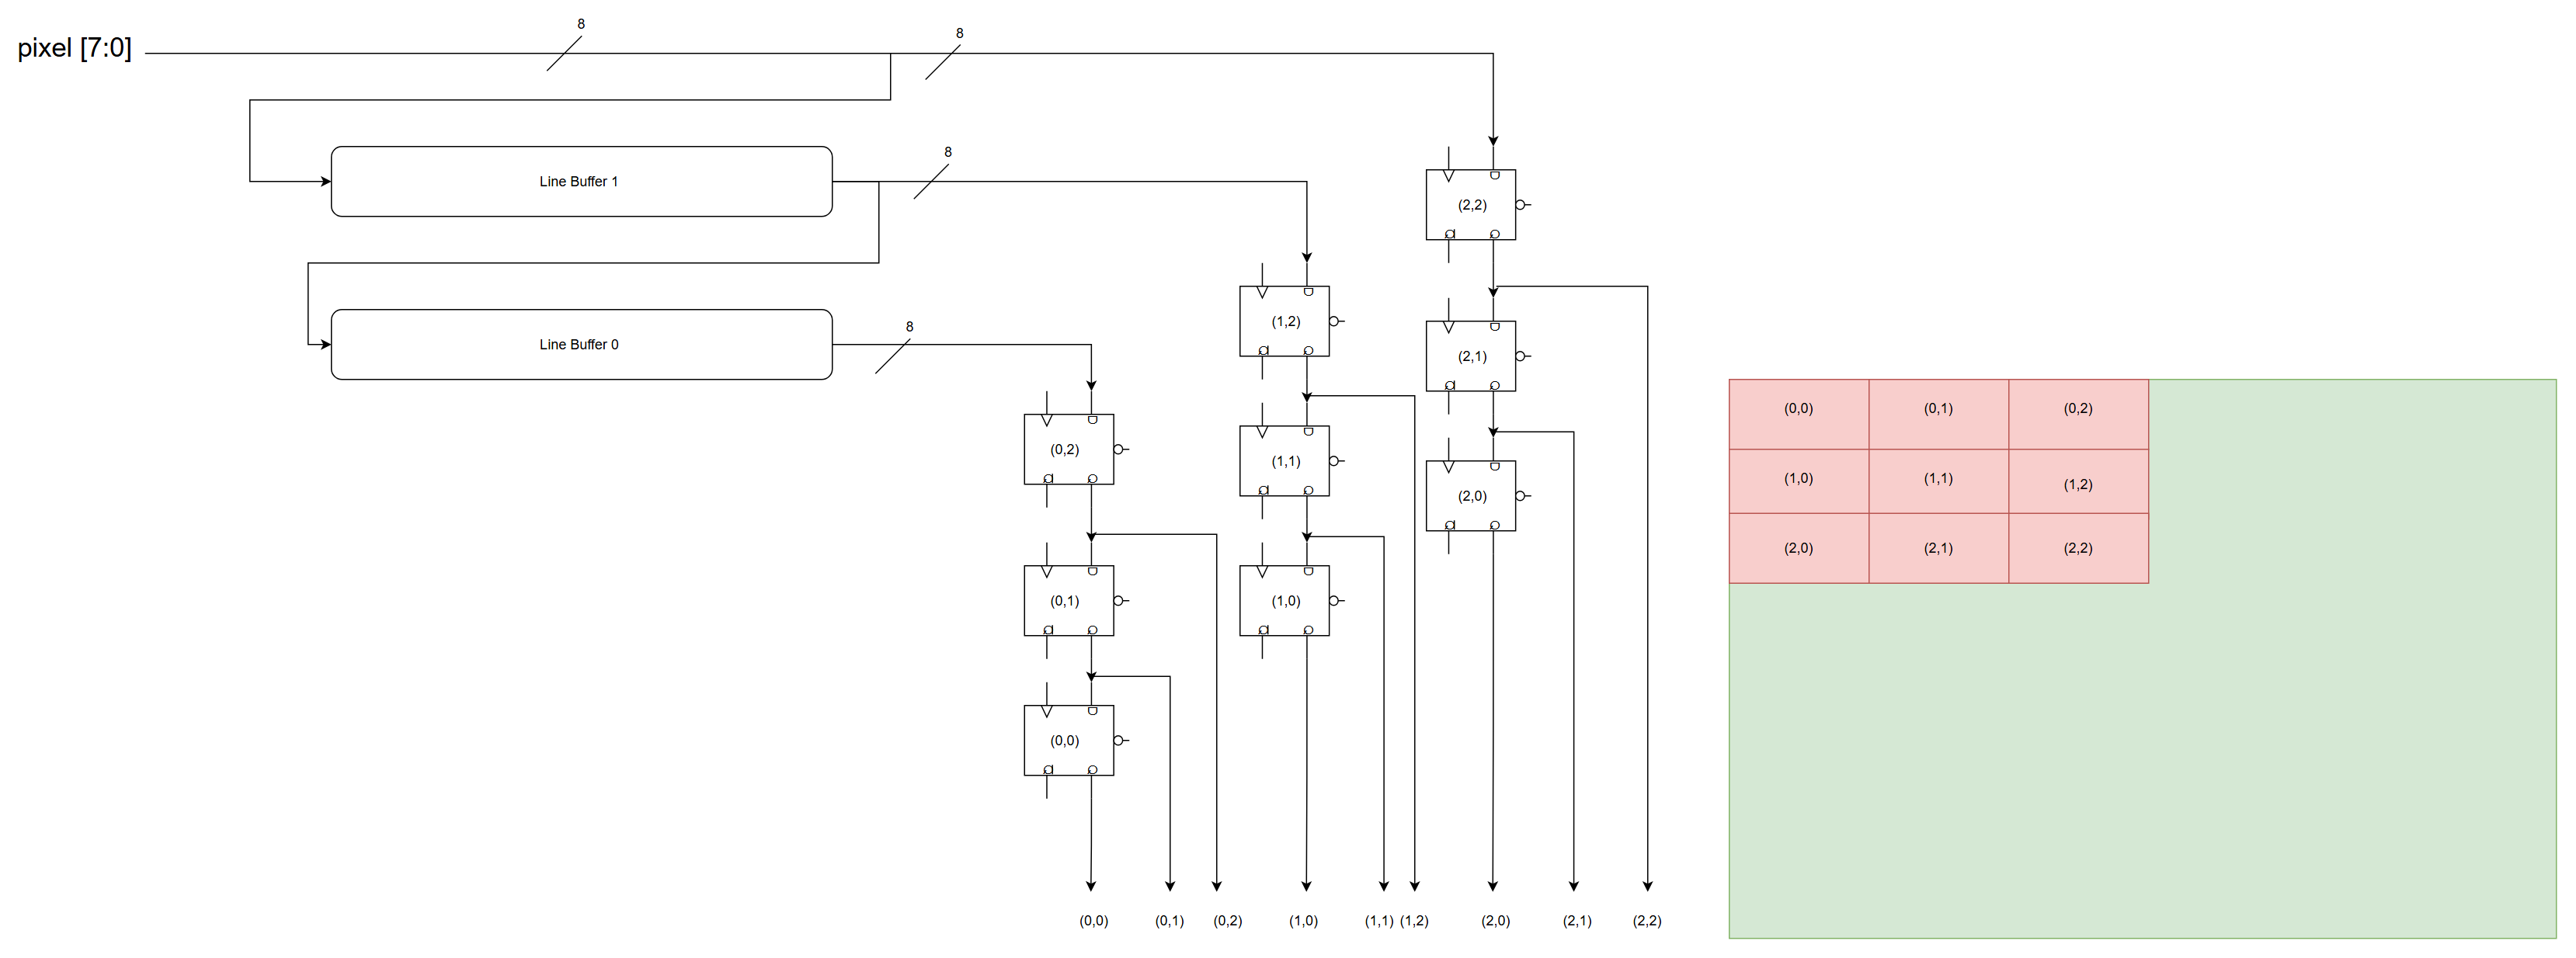 8
8
pixel [7:0]
8
Line Buffer 1
D
(2,2)
Q Q
8
Line Buffer 0
D
(1,2)
Q Q
D
(2,1)
Q Q
D
(0,2)
Q Q
D
(1,1)
Q Q
D
(2,0)
Q Q
D
(0,1)
Q Q
D
(1,0)
Q Q
D
(0,0)
Q Q
(0,0) (0,1) (0,2) (1,0) (1,1) (1,2) (2,0) (2,1) (2,2)
(0,0) (0,1) (0,2)
(1,0) (1,1) (1,2)
(2,0) (2,1) (2,2)